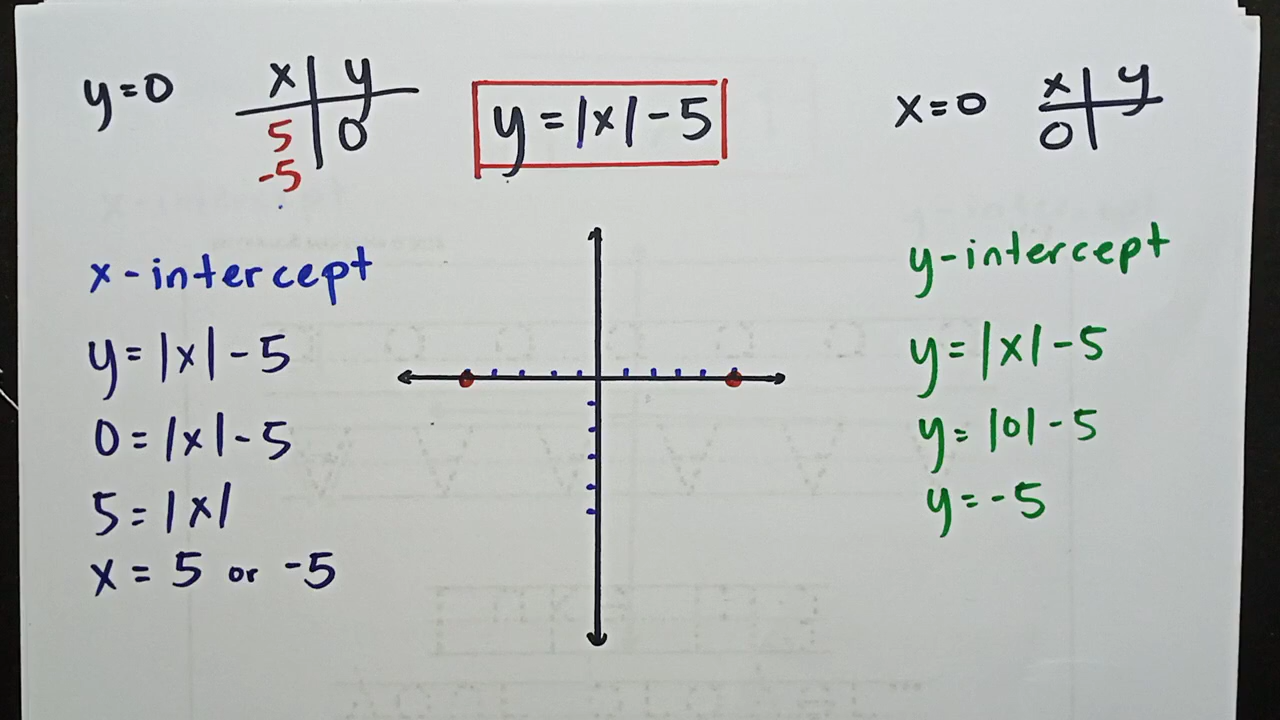 y=0
x | y
5 | 0
-5
y=|x|-5
x=0
x | y
0 |
x-intercept
y=|x|-5
0=|x|-5
5=|x|
x= 5 or -5
y-intercept
y=|x|-5
y=|0|-5
y=-5